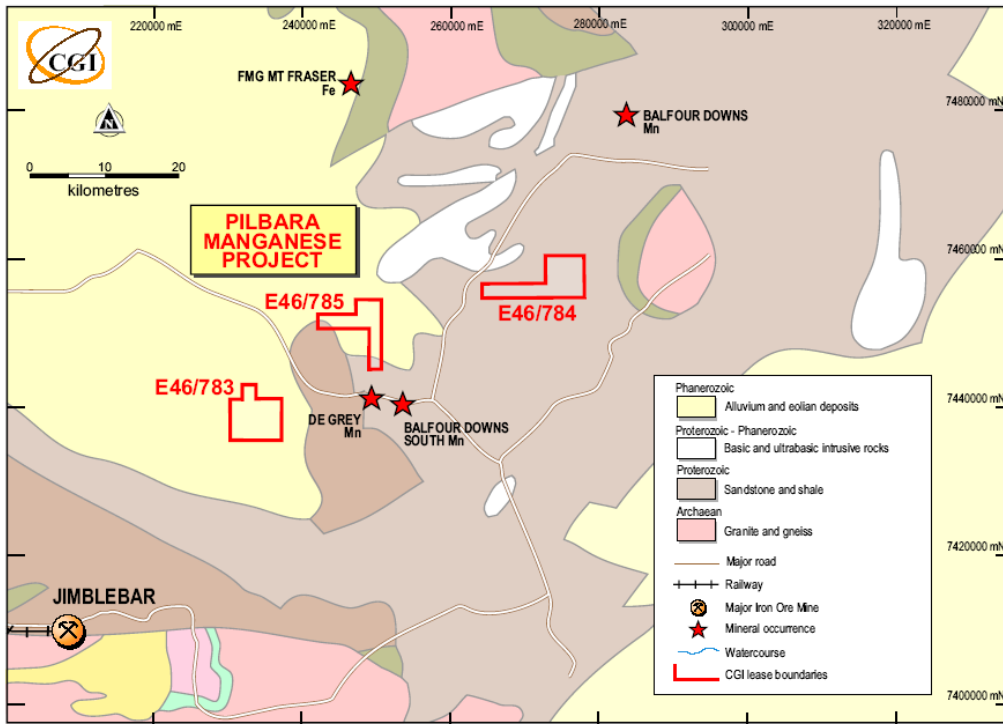 220000 mE
240000 mE
260000 mE
280000 mE
300000 mE
320000 mE
CGI
FMG MT FRASER
Fe
BALFOUR DOWNS
Mn
7480000 mN
N
0 10 20
kilometres
PILBARA
MANGANESE
PROJECT
7460000 mN
E46/785
E46/784
E46/783
DE GREY
Mn
BALFOUR DOWNS
SOUTH Mn
7440000 mN
Phanerozoic
Alluvium and eolian deposits
Proterozoic - Phanerozoic
Basic and ultrabasic intrusive rocks
Proterozoic
Sandstone and shale
Archaean
Granite and gneiss
Major road
Railway
Major Iron Ore Mine
Mineral occurrence
Watercourse
CGI lease boundaries
7420000 mN
JIMBLEBAR
7400000 mN